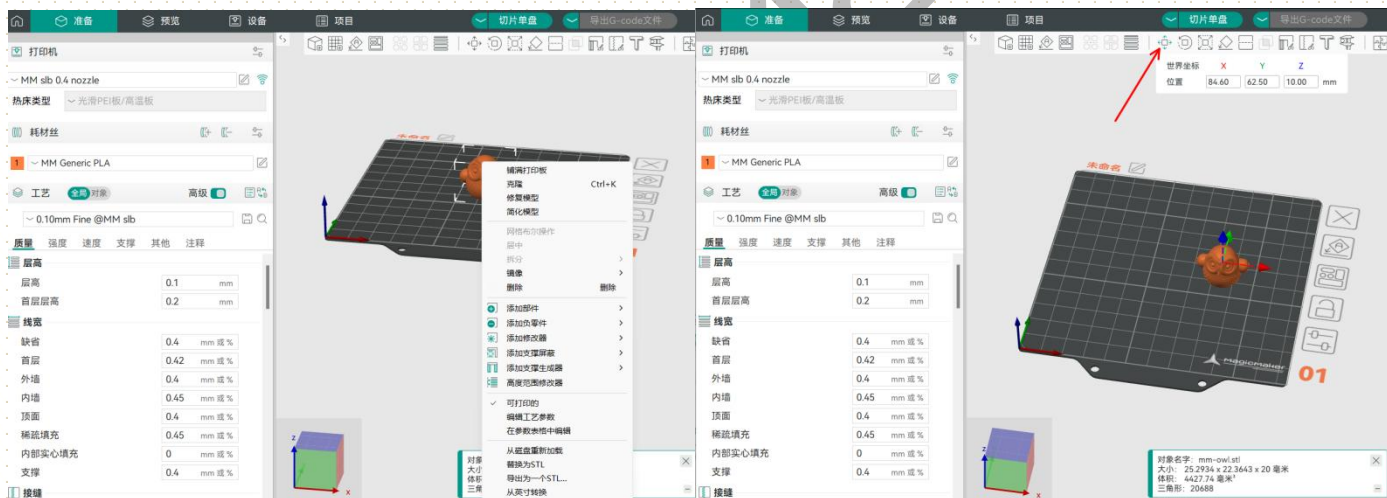 准备
预览
设备
项目
切片单盘
导出G-code文件
打印机
MM slb 0.4 nozzle
热床类型
光滑PEI板/高温板
耗材丝
1
MM Generic PLA
工艺
全局
对象
高级
0.10mm Fine @MM slb
质量
强度
速度
支撑
其他
注释
层高
层高 0.1 mm
首层层高 0.2 mm
线宽
缺省 0.4 mm 或 %
首层 0.42 mm 或 %
外墙 0.4 mm 或 %
内墙 0.45 mm 或 %
顶面 0.4 mm 或 %
稀疏填充 0.45 mm 或 %
内部实心填充 0 mm 或 %
支撑 0.4 mm 或 %
接缝
未命名
铺满打印板
克隆 Ctrl+K
修复模型
简化模型
网格布尔操作
居中
拆分
镜像
删除 删除
添加部件
添加负零件
添加修改器
添加支撑屏蔽
添加支撑生成器
高度范围修改器
可打印的
编辑工艺参数
在参数表格中编辑
从磁盘重新加载
替换为STL
导出为一个STL...
从英寸转换
对象
大小
体积
三角
z
x
准备
预览
设备
项目
切片单盘
导出G-code文件
打印机
MM slb 0.4 nozzle
热床类型
光滑PEI板/高温板
耗材丝
1
MM Generic PLA
工艺
全局
对象
高级
0.10mm Fine @MM slb
质量
强度
速度
支撑
其他
注释
层高
层高 0.1 mm
首层层高 0.2 mm
线宽
缺省 0.4 mm 或 %
首层 0.42 mm 或 %
外墙 0.4 mm 或 %
内墙 0.45 mm 或 %
顶面 0.4 mm 或 %
稀疏填充 0.45 mm 或 %
内部实心填充 0 mm 或 %
支撑 0.4 mm 或 %
接缝
世界坐标 X Y Z
位置 84.60 62.50 10.00 mm
未命名
MagicMaker
01
z
x
对象名字: mm-owl.stl
大小: 25.2934 x 22.3643 x 20 毫米
体积: 4427.74 毫米³
三角形: 20688